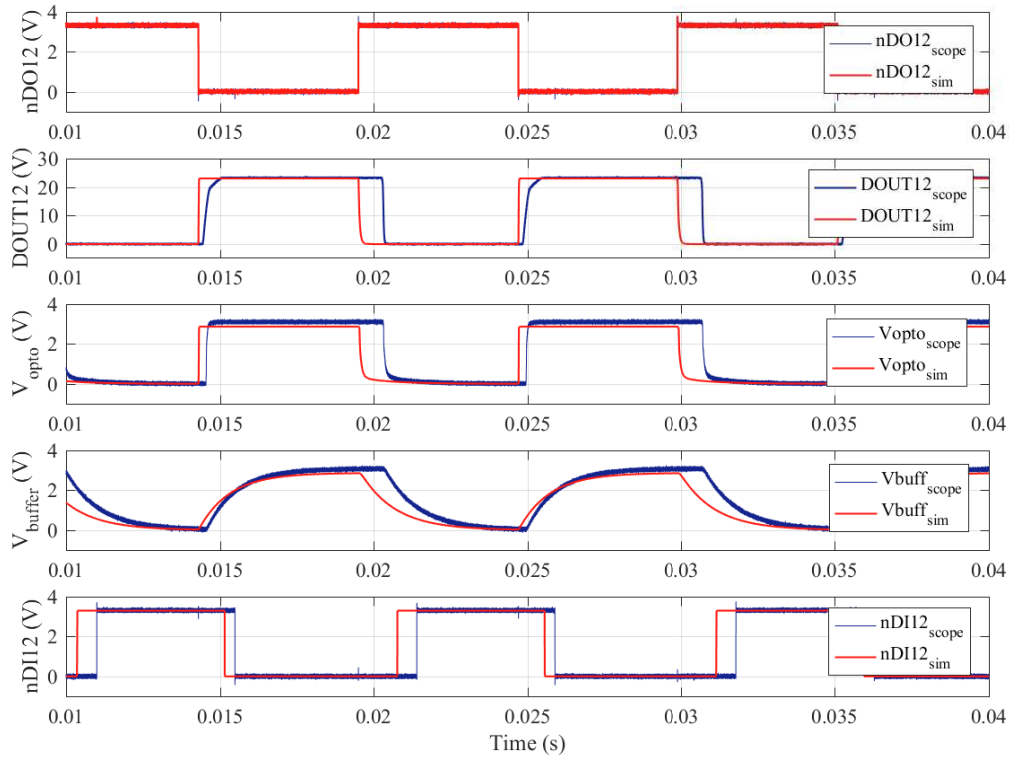 nDO12 (V)
4
2
0
nDO12scope
nDO12sim
0.01 0.015 0.02 0.025 0.03 0.035 0.04
DOUT12 (V)
30
20
10
0
DOUT12scope
DOUT12sim
0.01 0.015 0.02 0.025 0.03 0.035 0.04
Vopto (V)
4
2
0
Voptoscope
Voptosim
0.01 0.015 0.02 0.025 0.03 0.035 0.04
Vbuffer (V)
4
2
0
Vbuffscope
Vbuffsim
0.01 0.015 0.02 0.025 0.03 0.035 0.04
nDI12 (V)
4
2
0
nDI12scope
nDI12sim
0.01 0.015 0.02 0.025 0.03 0.035 0.04
Time (s)